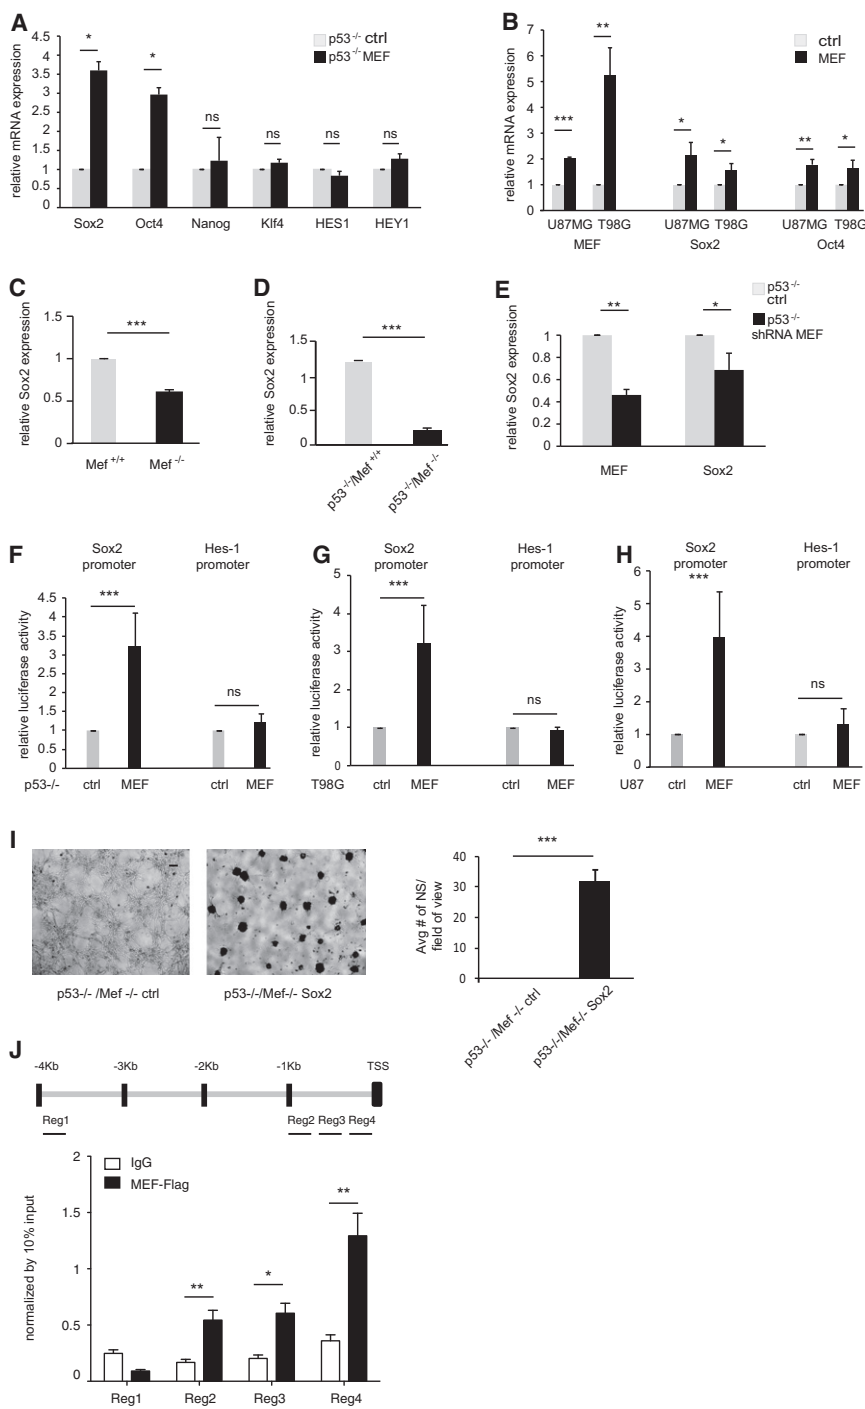 A
relative mRNA expression
4.5
4
3.5
3
2.5
2
1.5
1
0.5
0
*
*
ns
ns
ns
ns
p53-/- ctrl
p53-/- MEF
Sox2 Oct4 Nanog Klf4 HES1 HEY1
B
relative mRNA expression
7
6
5
4
3
2
1
0
***
**
*
*
**
*
ctrl
MEF
U87MG T98G U87MG T98G U87MG T98G
MEF Sox2 Oct4
C
relative Sox2 expression
1.5
1
0.5
0
***
Mef +/+ Mef -/-
D
relative Sox2 expression
1.5
1
0.5
0
***
p53-/-/Mef +/+
p53-/-/Mef -/-
E
relative Sox2 expression
1
0.8
0.6
0.4
0.2
0
**
*
p53-/-
ctrl
p53-/-
shRNA MEF
MEF Sox2
F
Sox2
promoter
Hes-1
promoter
relative luciferase activity
4.5
4
3.5
3
2.5
2
1.5
1
0.5
0
***
ns
p53-/- ctrl MEF ctrl MEF
G
Sox2
promoter
Hes-1
promoter
relative luciferase activity
5
4
3
2
1
0
***
ns
T98G ctrl MEF ctrl MEF
H
Sox2
promoter
Hes-1
promoter
relative luciferase activity
6
5
4
3
2
1
0
***
ns
U87 ctrl MEF ctrl MEF
I
p53-/- /Mef -/- ctrl
p53-/-/Mef-/- Sox2
Avg # of NS/
field of view
40
30
20
10
0
***
p53-/- /Mef -/- ctrl
p53-/-/Mef-/- Sox2
J
-4Kb -3Kb -2Kb -1Kb TSS
Reg1 Reg2 Reg3 Reg4
normalized by 10% input
2
1.5
1
0.5
0
IgG
MEF-Flag
**
*
**
Reg1 Reg2 Reg3 Reg4